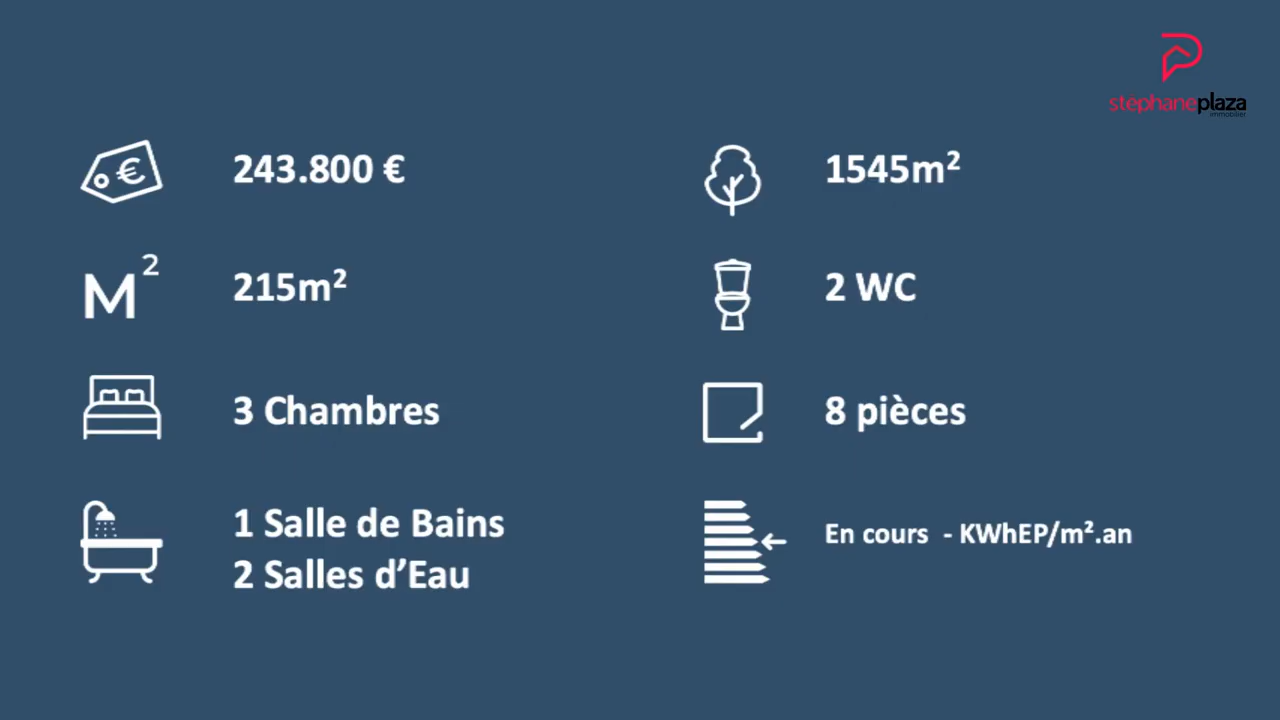 stéphaneplaza
immobilier
€
243.800 €
1545m²
M²
215m²
2 WC
3 Chambres
8 pièces
1 Salle de Bains
2 Salles d’Eau
En cours - KWhEP/m².an